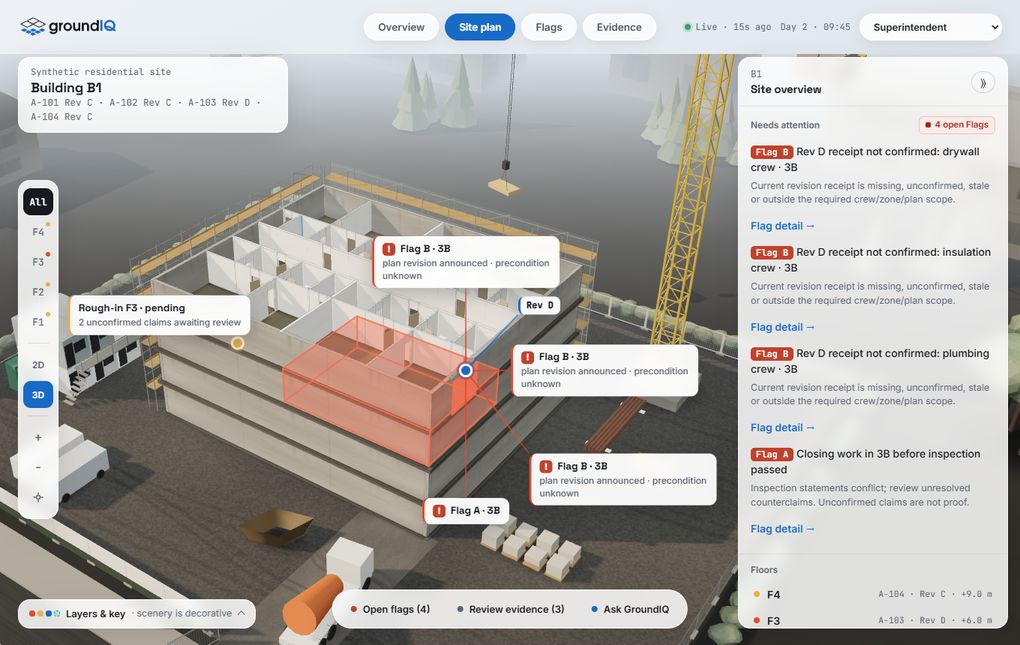 groundIQ
Overview
Site plan
Flags
Evidence
Live · 15s ago
Day 2 · 09:45
Superintendent
Synthetic residential site
Building B1
A-101 Rev C · A-102 Rev C · A-103 Rev D ·
A-104 Rev C
All
F4
F3
F2
F1
2D
3D
+
-
Flag B · 3B
plan revision announced · precondition
unknown
Rev D
Rough-in F3 · pending
2 unconfirmed claims awaiting review
Flag B · 3B
plan revision announced · precondition
unknown
Flag B · 3B
plan revision announced · precondition
unknown
Flag A · 3B
Layers & key · scenery is decorative
Open flags (4)
Review evidence (3)
Ask GroundIQ
B1
Site overview
Needs attention
4 open Flags
Flag B Rev D receipt not confirmed: drywall
crew · 3B
Current revision receipt is missing, unconfirmed, stale
or outside the required crew/zone/plan scope.
Flag detail →
Flag B Rev D receipt not confirmed: insulation
crew · 3B
Current revision receipt is missing, unconfirmed, stale
or outside the required crew/zone/plan scope.
Flag detail →
Flag B Rev D receipt not confirmed: plumbing
crew · 3B
Current revision receipt is missing, unconfirmed, stale
or outside the required crew/zone/plan scope.
Flag detail →
Flag A Closing work in 3B before inspection
passed
Inspection statements conflict; review unresolved
counterclaims. Unconfirmed claims are not proof.
Flag detail →
Floors
F4 A-104 · Rev C · +9.0 m
F3 A-103 · Rev D · +6.0 m